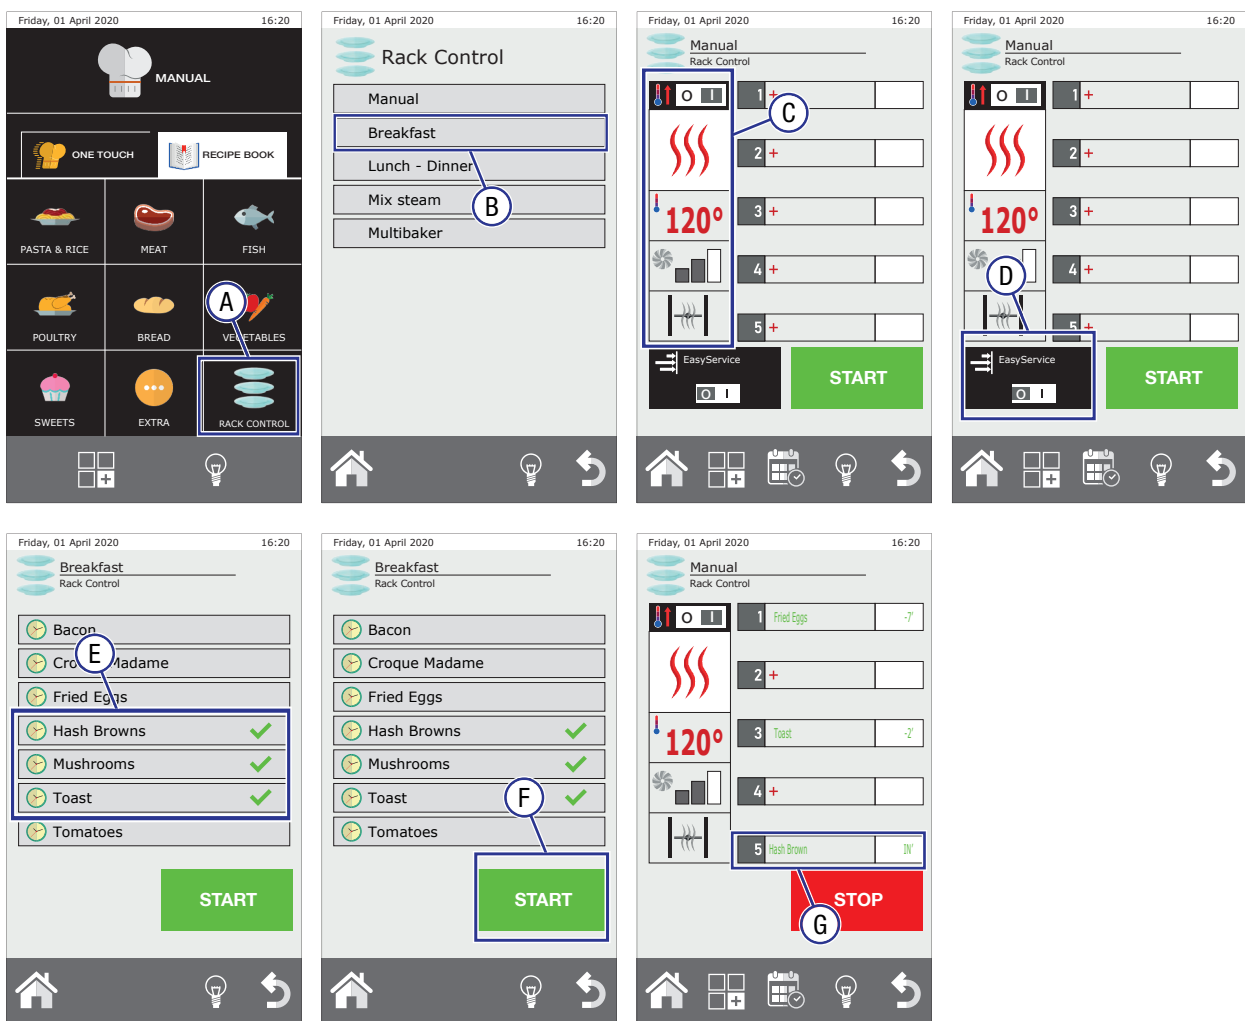 Friday, 01 April 2020 16:20
MANUAL
ONE TOUCH
RECIPE BOOK
PASTA & RICE
MEAT
FISH
A
POULTRY
BREAD
VEGETABLES
SWEETS
EXTRA
RACK CONTROL
Friday, 01 April 2020 16:20
Rack Control
Manual
Breakfast
Lunch - Dinner
Mix steam
B
Multibaker
Friday, 01 April 2020 16:20
Manual
Rack Control
O I
1 +
C
2 +
120°
3 +
4 +
5 +
EasyService
O I
START
Friday, 01 April 2020 16:20
Manual
Rack Control
O I
1 +
2 +
120°
3 +
4 +
D
5 +
EasyService
O I
START
Friday, 01 April 2020 16:20
Breakfast
Rack Control
Bacon
E
Croque Madame
Fried Eggs
Hash Browns
Mushrooms
Toast
Tomatoes
START
Friday, 01 April 2020 16:20
Breakfast
Rack Control
Bacon
Croque Madame
Fried Eggs
Hash Browns
Mushrooms
Toast
F
Tomatoes
START
Friday, 01 April 2020 16:20
Manual
Rack Control
O I
1 Fried Eggs -7'
2 +
120°
3 Toast -2'
4 +
5 Hash Brown IN'
STOP
G